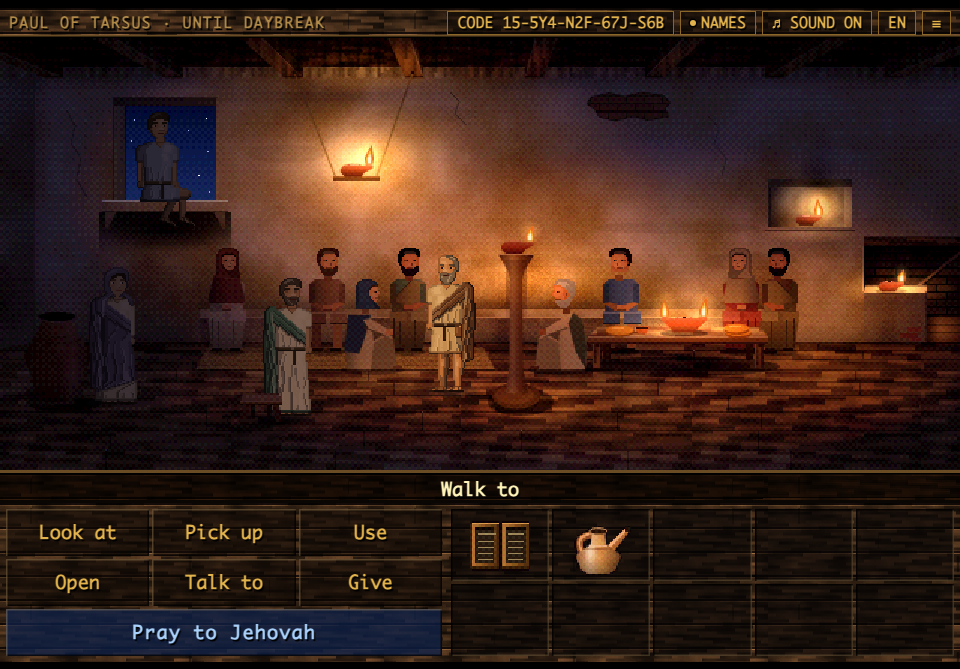 PAUL OF TARSUS · UNTIL DAYBREAK
CODE 15-5Y4-N2F-67J-S6B
● NAMES
♬ SOUND ON
EN
≡
Walk to
Look at
Pick up
Use
Open
Talk to
Give
Pray to Jehovah